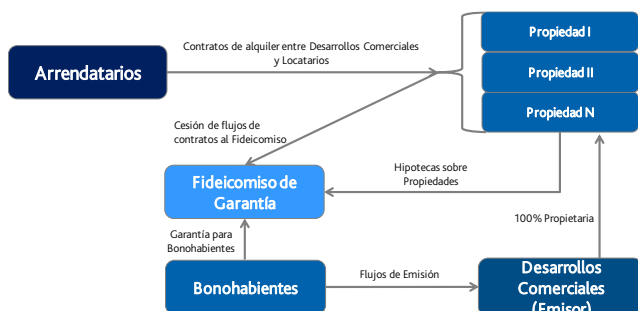 Contratos de alquiler entre Desarrollos Comerciales
y Locatarios
Arrendatarios
Propiedad I
Propiedad II
Propiedad N
Cesión de flujos de
contratos al Fideicomiso
Fideicomiso de
Garantía
Hipotecas sobre
Propiedades
100% Propietaria
Garantía para
Bonohabientes
Bonohabientes
Flujos de Emisión
Desarrollos
Comerciales
(Emisor)